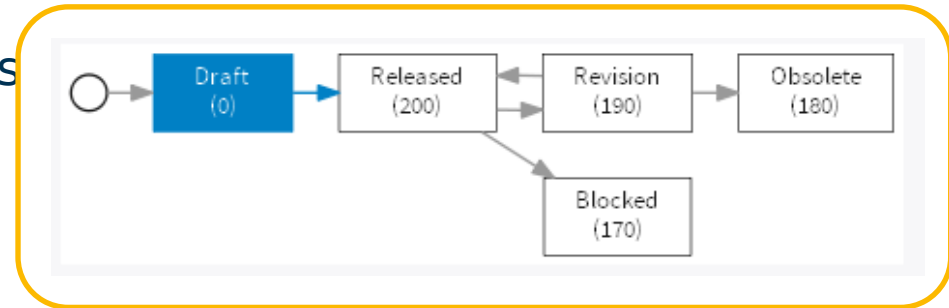 s
Draft
(0)
Released
(200)
Revision
(190)
Obsolete
(180)
Blocked
(170)